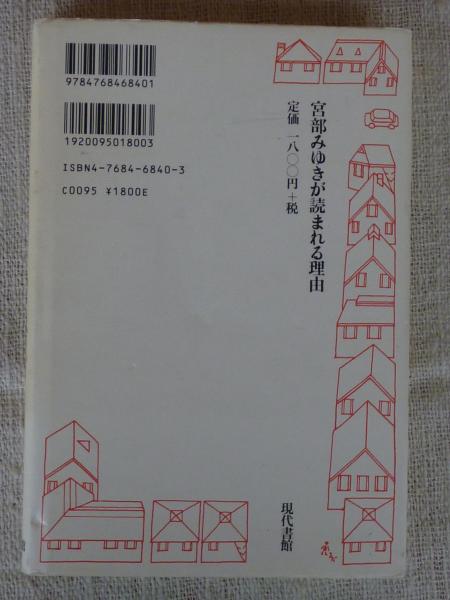 9784768468401
1920095018003
ISBN4-7684-6840-3
C0095 ¥1800E
宮部みゆきが読まれる理由
定価 一八〇〇円+税
現代書館